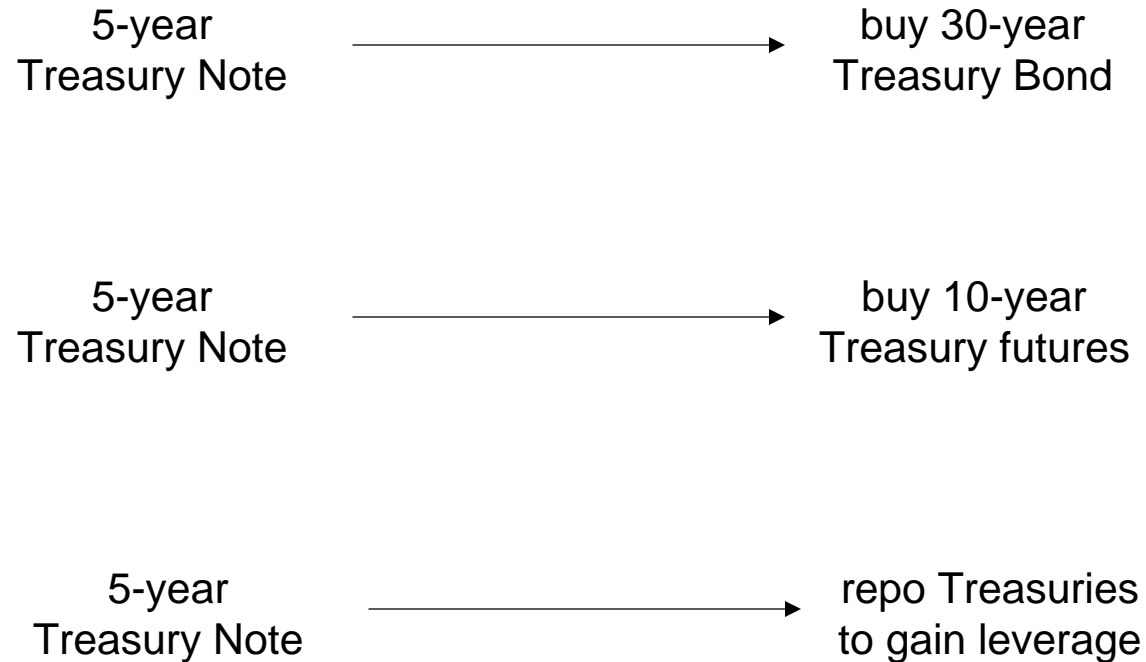 5-year
Treasury Note
buy 30-year
Treasury Bond
5-year
Treasury Note
buy 10-year
Treasury futures
5-year
Treasury Note
repo Treasuries
to gain leverage